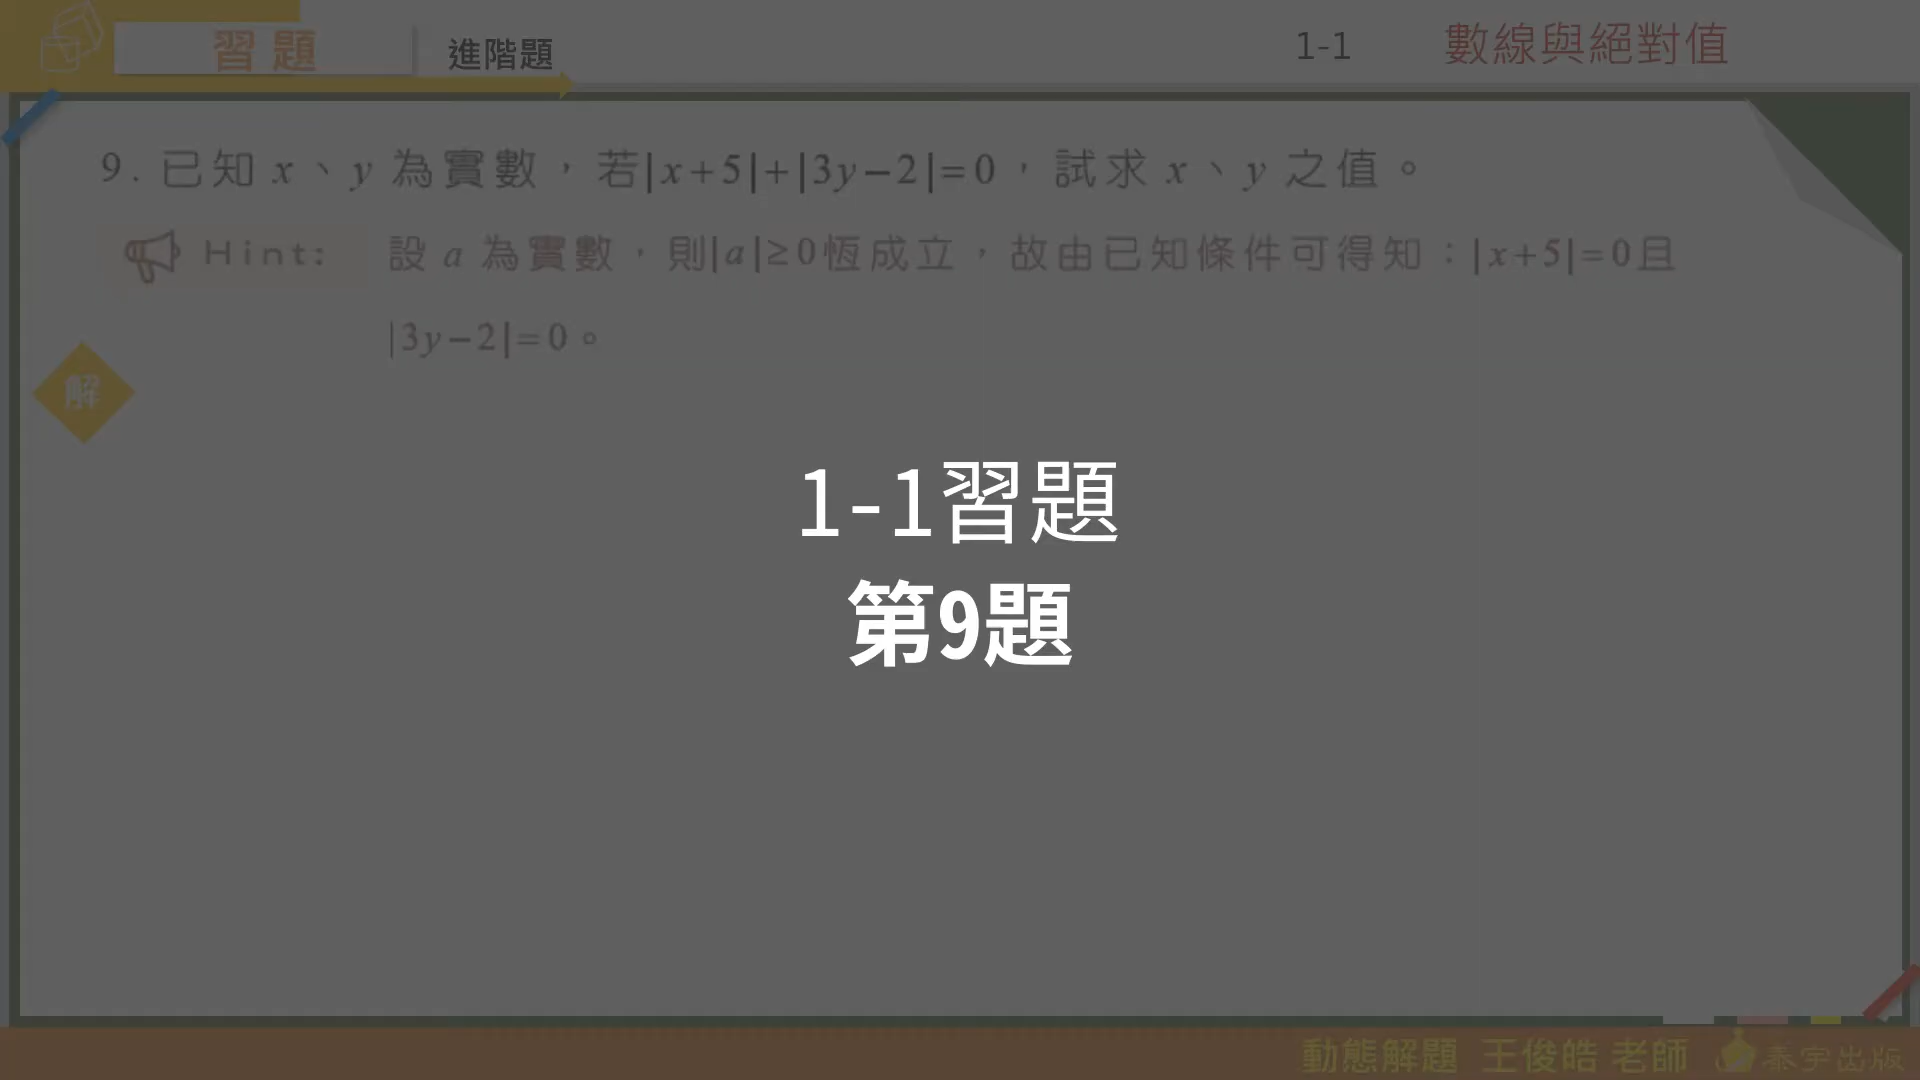 習題 進階題 1-1 數線與絕對值
9. 已知 x、y 為實數，若|x+5|+|3y−2|=0，試求 x、y 之值。
Hint: 設 a 為實數，則|a|≥0恆成立，故由已知條件可得知：|x+5|=0且
|3y−2|=0。
解
1-1習題
第9題
動態解題 王俊皓 老師 泰宇出版